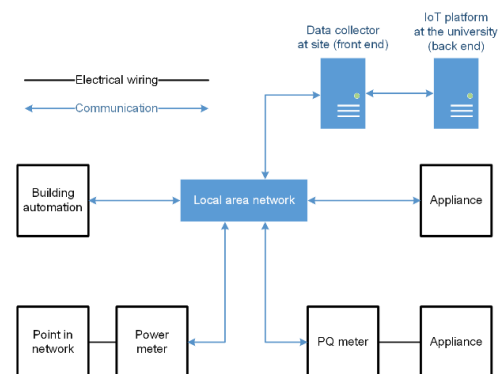 Data collector
at site (front end)
IoT platform
at the university
(back end)
Electrical wiring
Communication
Building
automation
Local area network
Appliance
Point in
network
Power
meter
PQ meter
Appliance